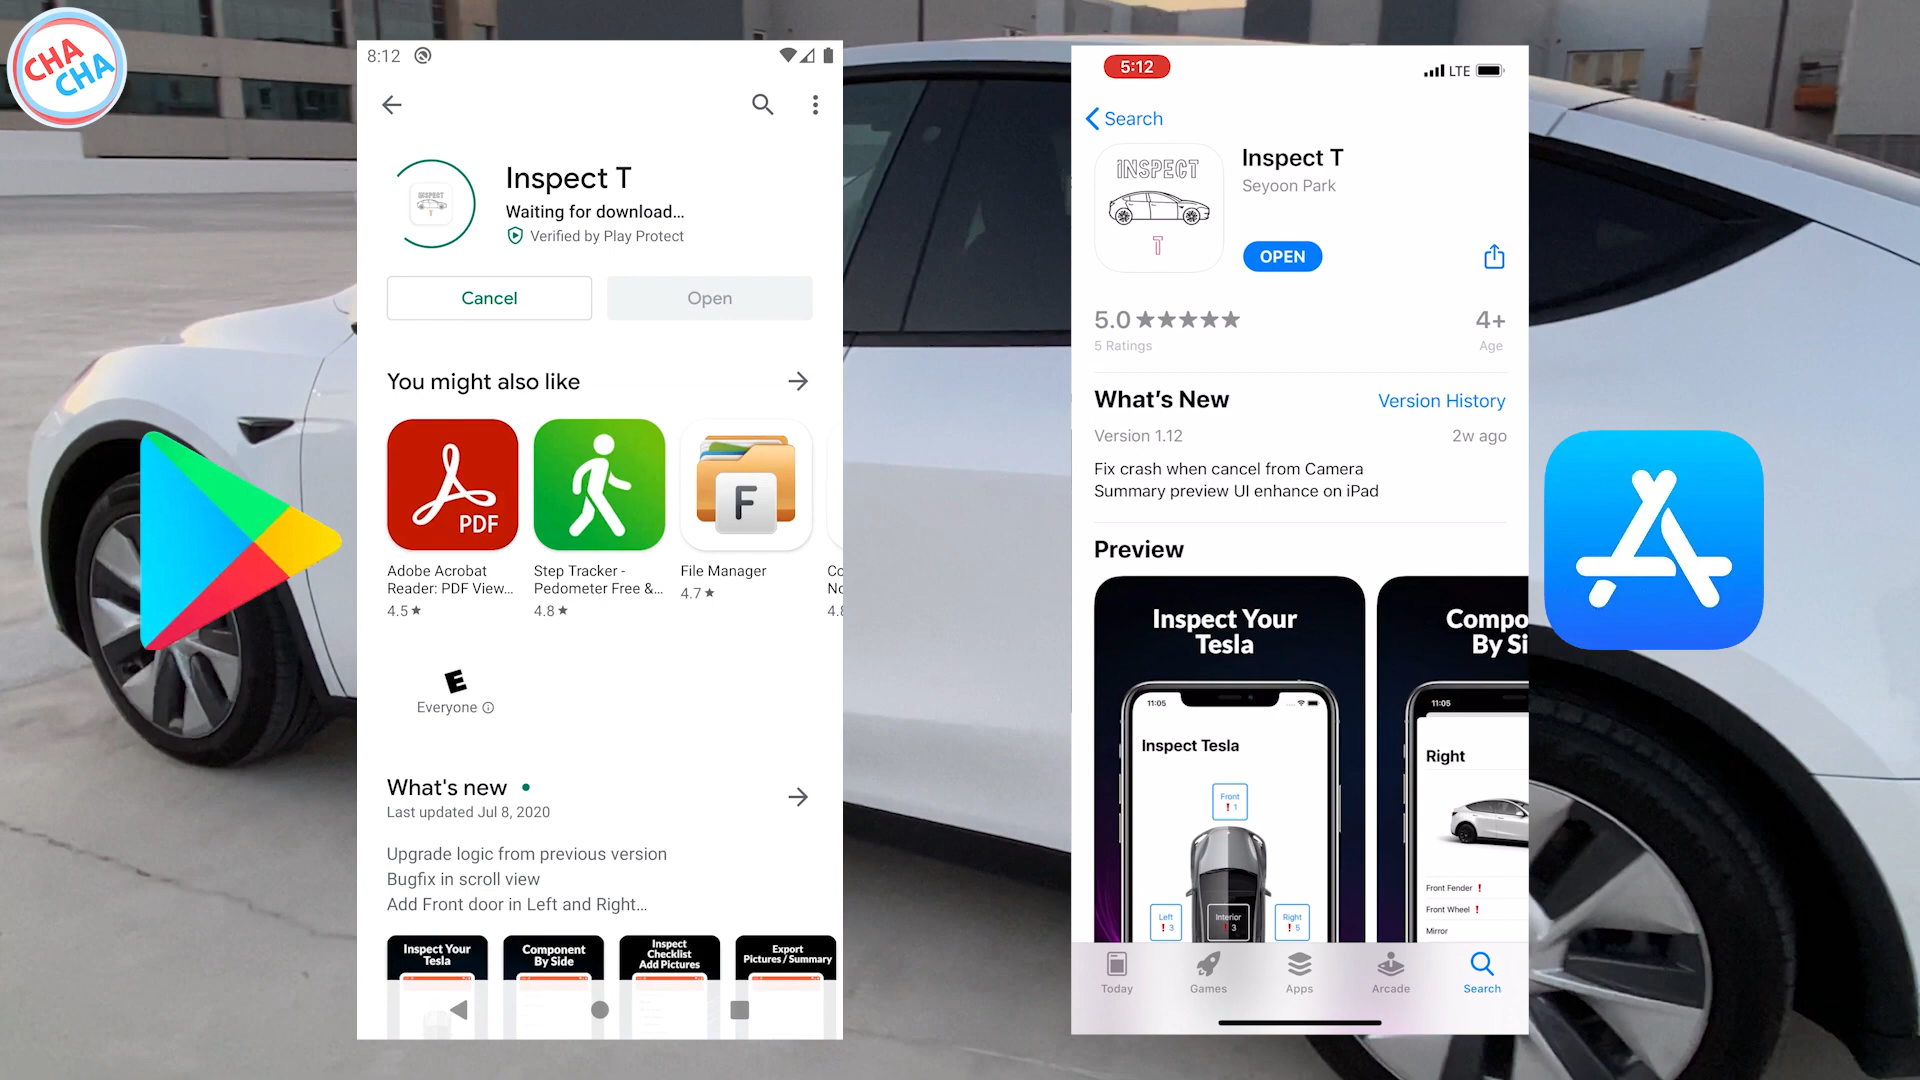 CHA
CHA
8:12
Inspect T
Waiting for download...
Verified by Play Protect
Cancel
Open
You might also like
PDF
F
Adobe Acrobat
Reader: PDF View...
4.5★
Step Tracker -
Pedometer Free &...
4.8★
File Manager
4.7★
E
Everyone
What's new
Last updated Jul 8, 2020
Upgrade logic from previous version
Bugfix in scroll view
Add Front door in Left and Right...
Inspect Your
Tesla
Component
By Side
Inspect
Checklist
Add Pictures
Export
Pictures / Summary
5:12
LTE
Search
INSPECT
T
Inspect T
Seyoon Park
OPEN
5.0★★★★★
5 Ratings
4+
Age
What's New
Version History
Version 1.12
2w ago
Fix crash when cancel from Camera
Summary preview UI enhance on iPad
Preview
Inspect Your
Tesla
11:05
Inspect Tesla
Front
! 1
Left
! 3
Interior
! 3
Right
! 5
11:05
Right
Front Fender !
Front Wheel !
Mirror
Today
Games
Apps
Arcade
Search